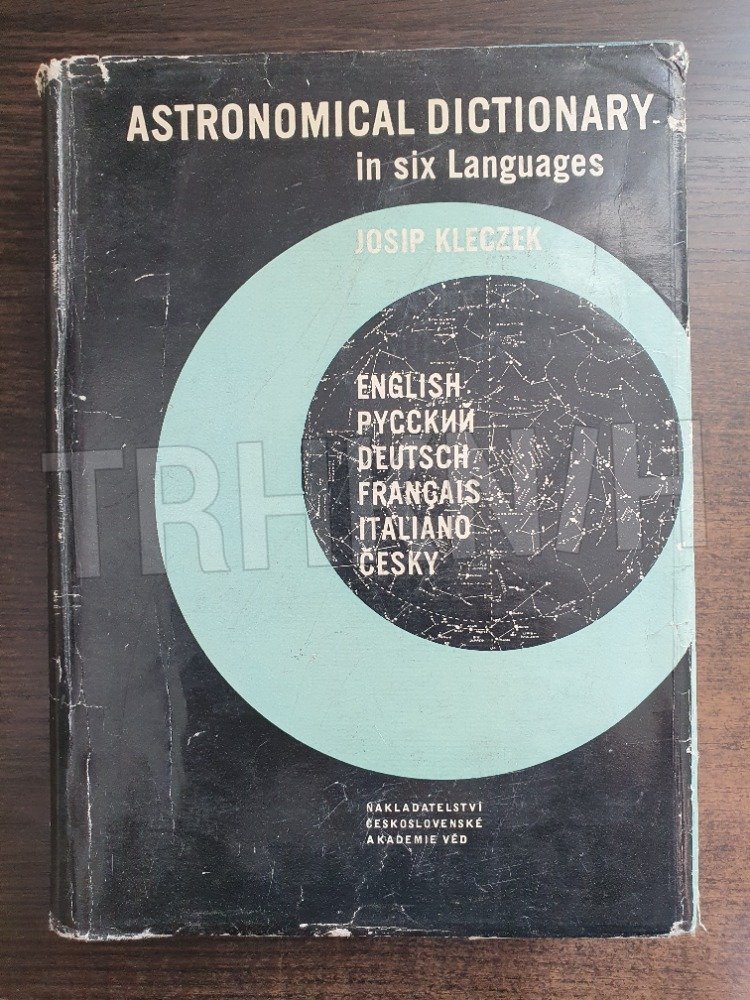 ASTRONOMICAL DICTIONARY
in six Languages
JOSIP KLECZEK
ENGLISH
РУССКИЙ
DEUTSCH
FRANÇAIS
ITALIANO
ČESKY
NAKLADATELSTVÍ
ČESKOSLOVENSKÉ
AKADEMIE VĚD